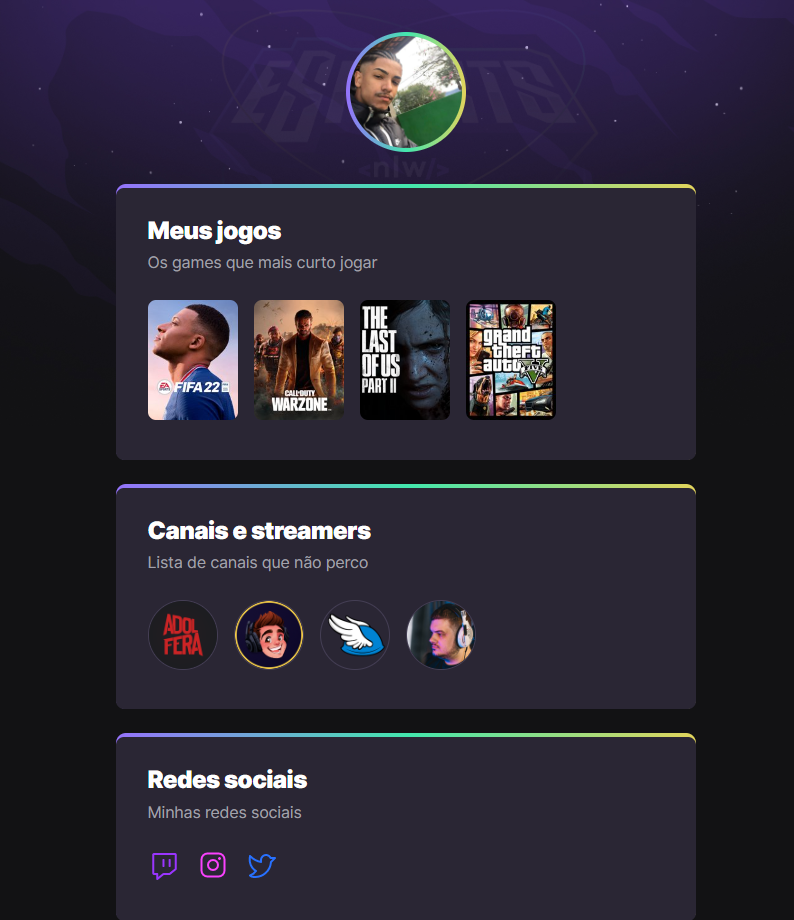 ESPORTS
<nlw/>
Meus jogos
Os games que mais curto jogar
FIFA 22
CALL OF DUTY
WARZONE
THE
LAST
OF US
PART II
grand
theft
auto
V
Canais e streamers
Lista de canais que não perco
ADOL
FERA
Redes sociais
Minhas redes sociais